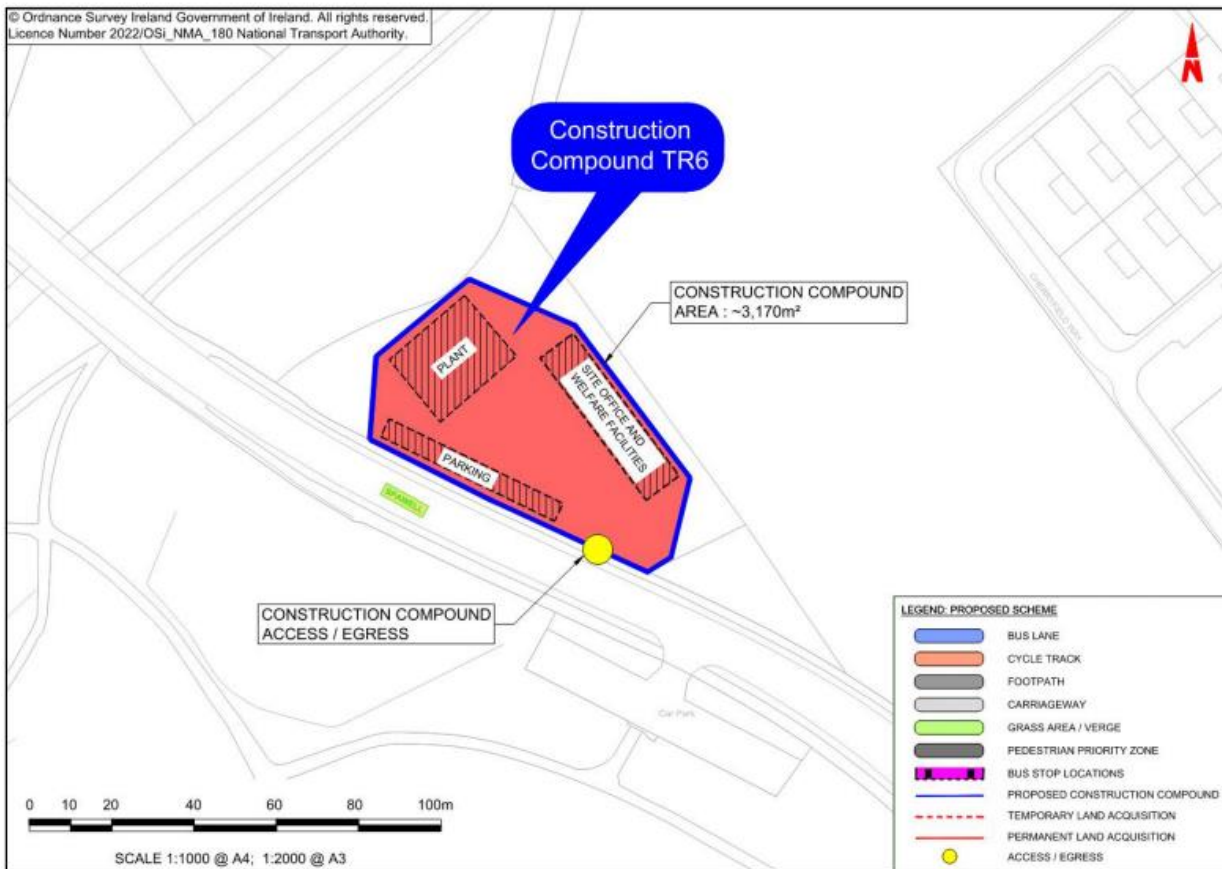 © Ordnance Survey Ireland Government of Ireland. All rights reserved.
Licence Number 2022/OSi_NMA_180 National Transport Authority.
N
Construction
Compound TR6
CONSTRUCTION COMPOUND
AREA : ~3,170m²
CHERRYFIELD WAY
PLANT
SITE OFFICE AND
WELFARE FACILITIES
PARKING
SPAWELL
CONSTRUCTION COMPOUND
ACCESS / EGRESS
Car Park
LEGEND: PROPOSED SCHEME
BUS LANE
CYCLE TRACK
FOOTPATH
CARRIAGEWAY
GRASS AREA / VERGE
PEDESTRIAN PRIORITY ZONE
BUS STOP LOCATIONS
PROPOSED CONSTRUCTION COMPOUND
TEMPORARY LAND ACQUISITION
PERMANENT LAND ACQUISITION
ACCESS / EGRESS
0 10 20 40 60 80 100m
SCALE 1:1000 @ A4; 1:2000 @ A3